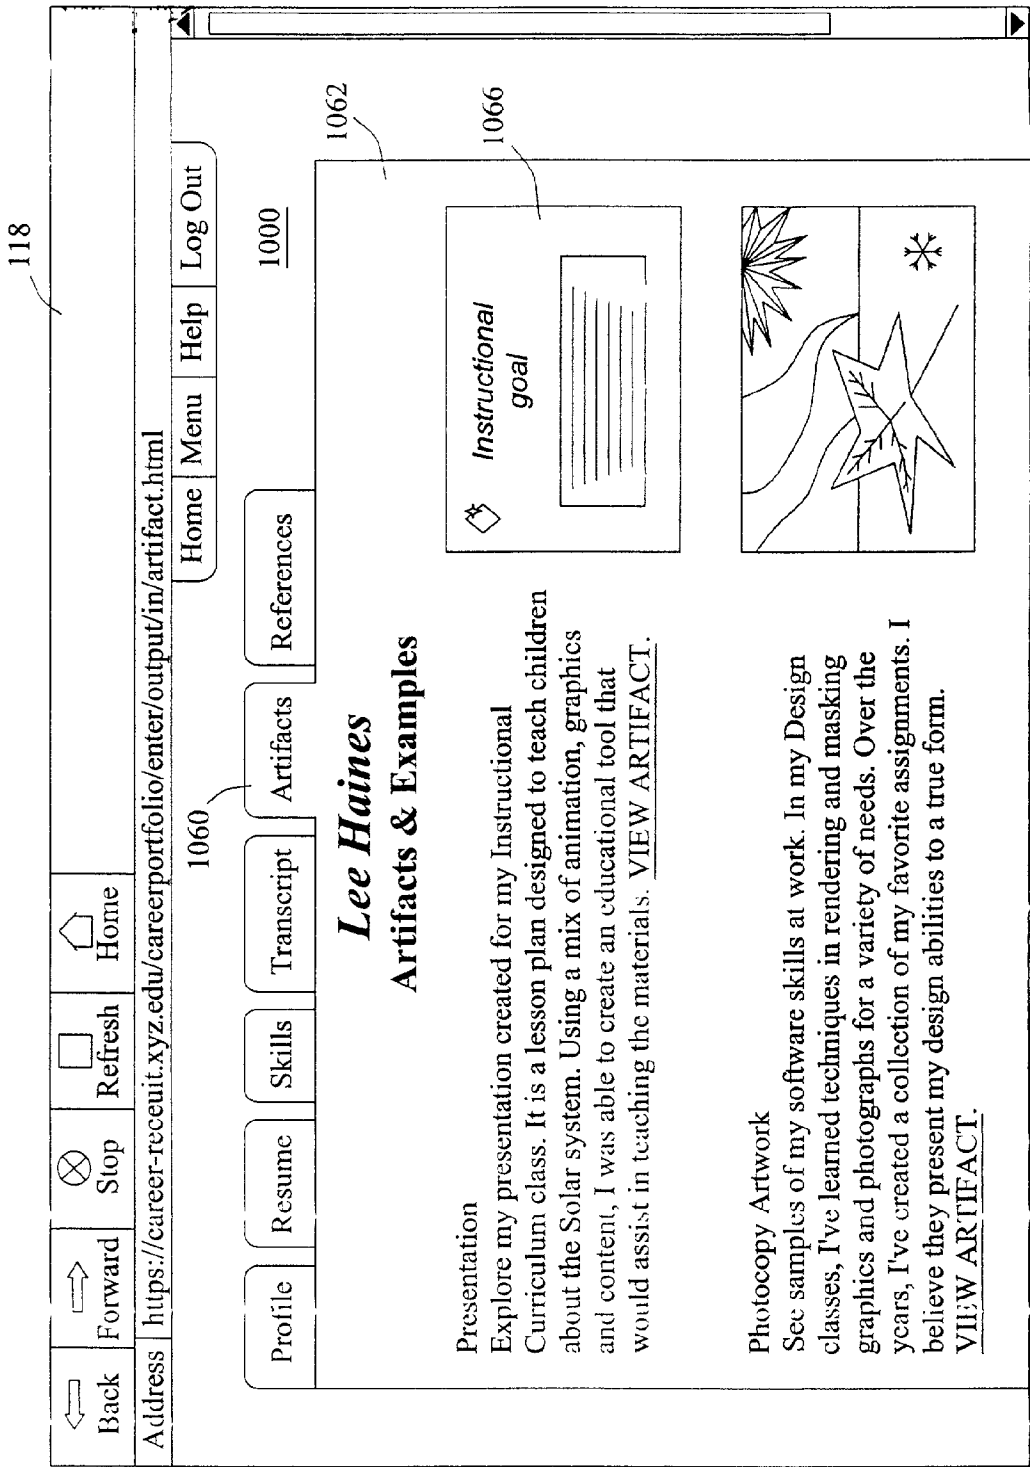 118
Back Forward Stop Refresh Home
Address https://career-receuit.xyz.edu/careerportfolio/enter/output/in/artifact.html
Home Menu Help Log Out
1060
1000
Profile Resume Skills Transcript Artifacts References
1062
Lee Haines
Artifacts & Examples
1066
Presentation
Explore my presentation created for my Instructional
Curriculum class. It is a lesson plan designed to teach children
about the Solar system. Using a mix of animation, graphics
and content, I was able to create an educational tool that
would assist in teaching the materials. VIEW ARTIFACT.
Instructional
goal
Photocopy Artwork
See samples of my software skills at work. In my Design
classes, I've learned techniques in rendering and masking
graphics and photographs for a variety of needs. Over the
years, I've created a collection of my favorite assignments. I
believe they present my design abilities to a true form.
VIEW ARTIFACT.